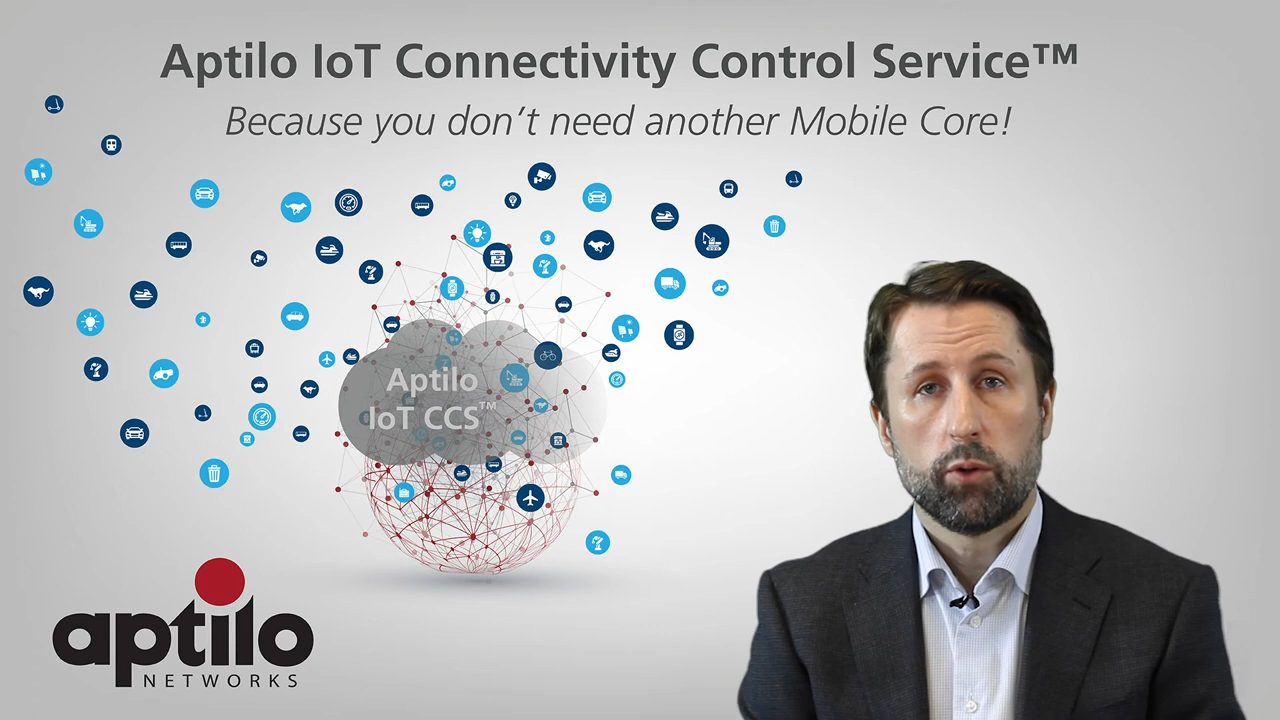 Aptilo IoT Connectivity Control Service™
Because you don't need another Mobile Core!
Aptilo
IoT CCS™
aptilo
NETWORKS